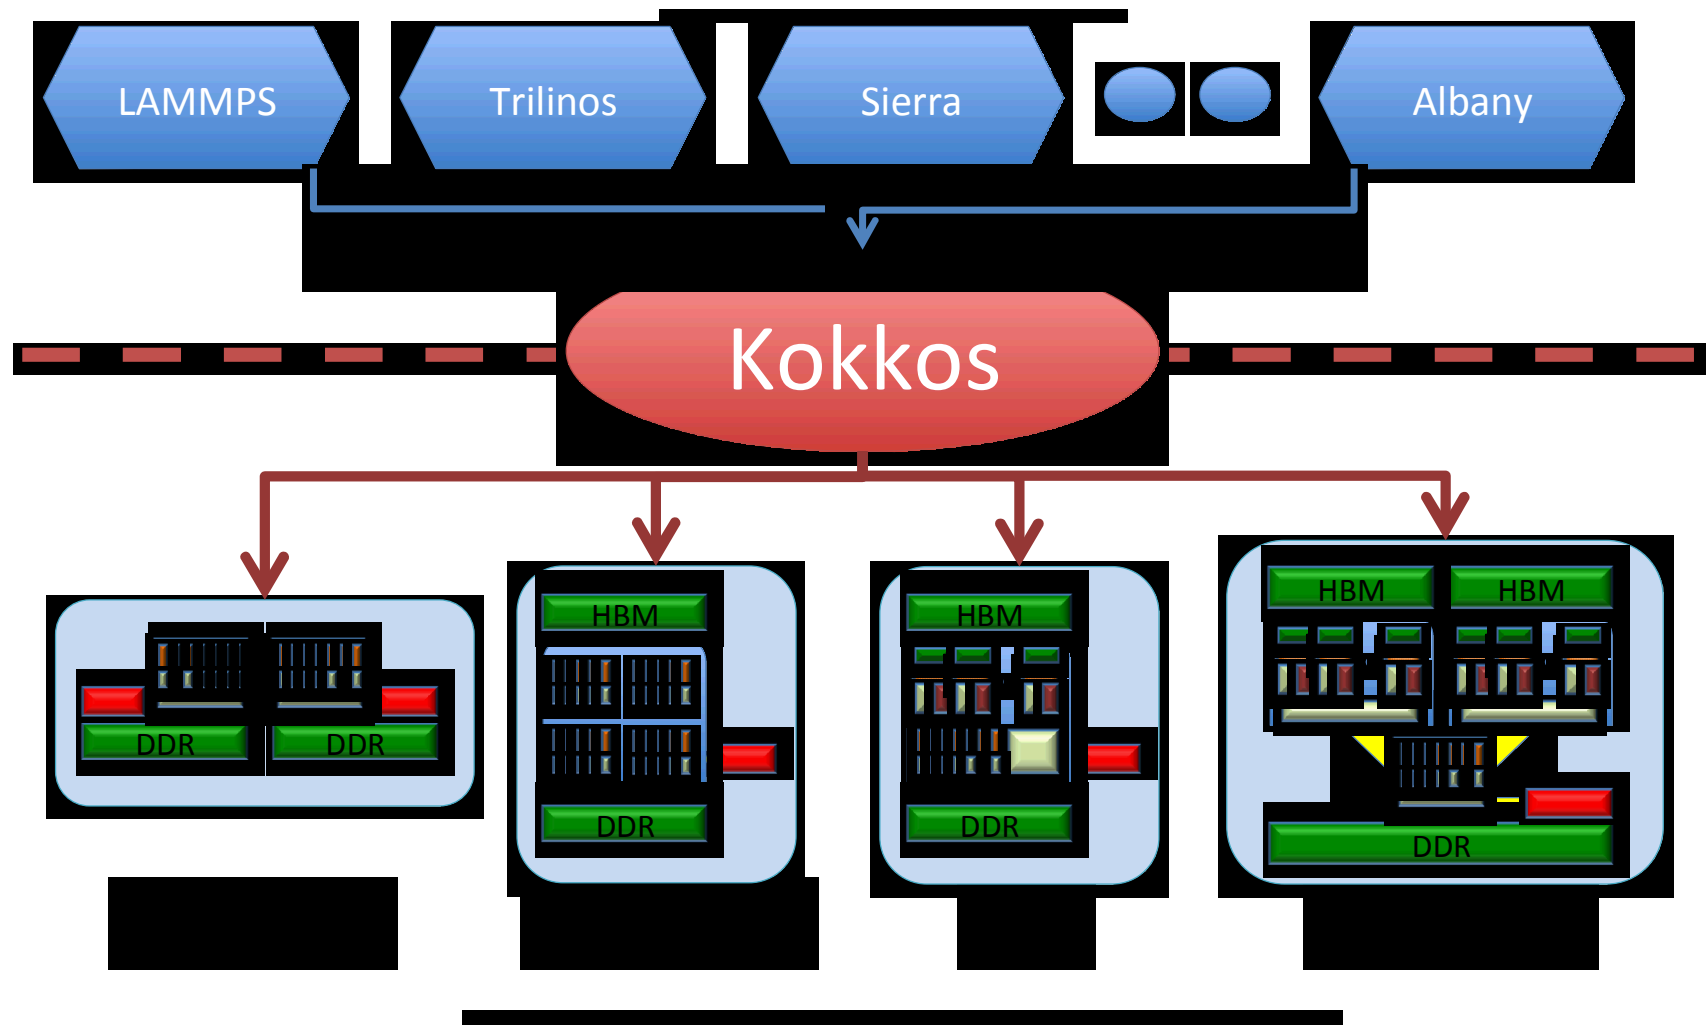 LAMMPS
Trilinos
Sierra
Albany
Kokkos
HBM
HBM
HBM
HBM
DDR
DDR
DDR
DDR
DDR